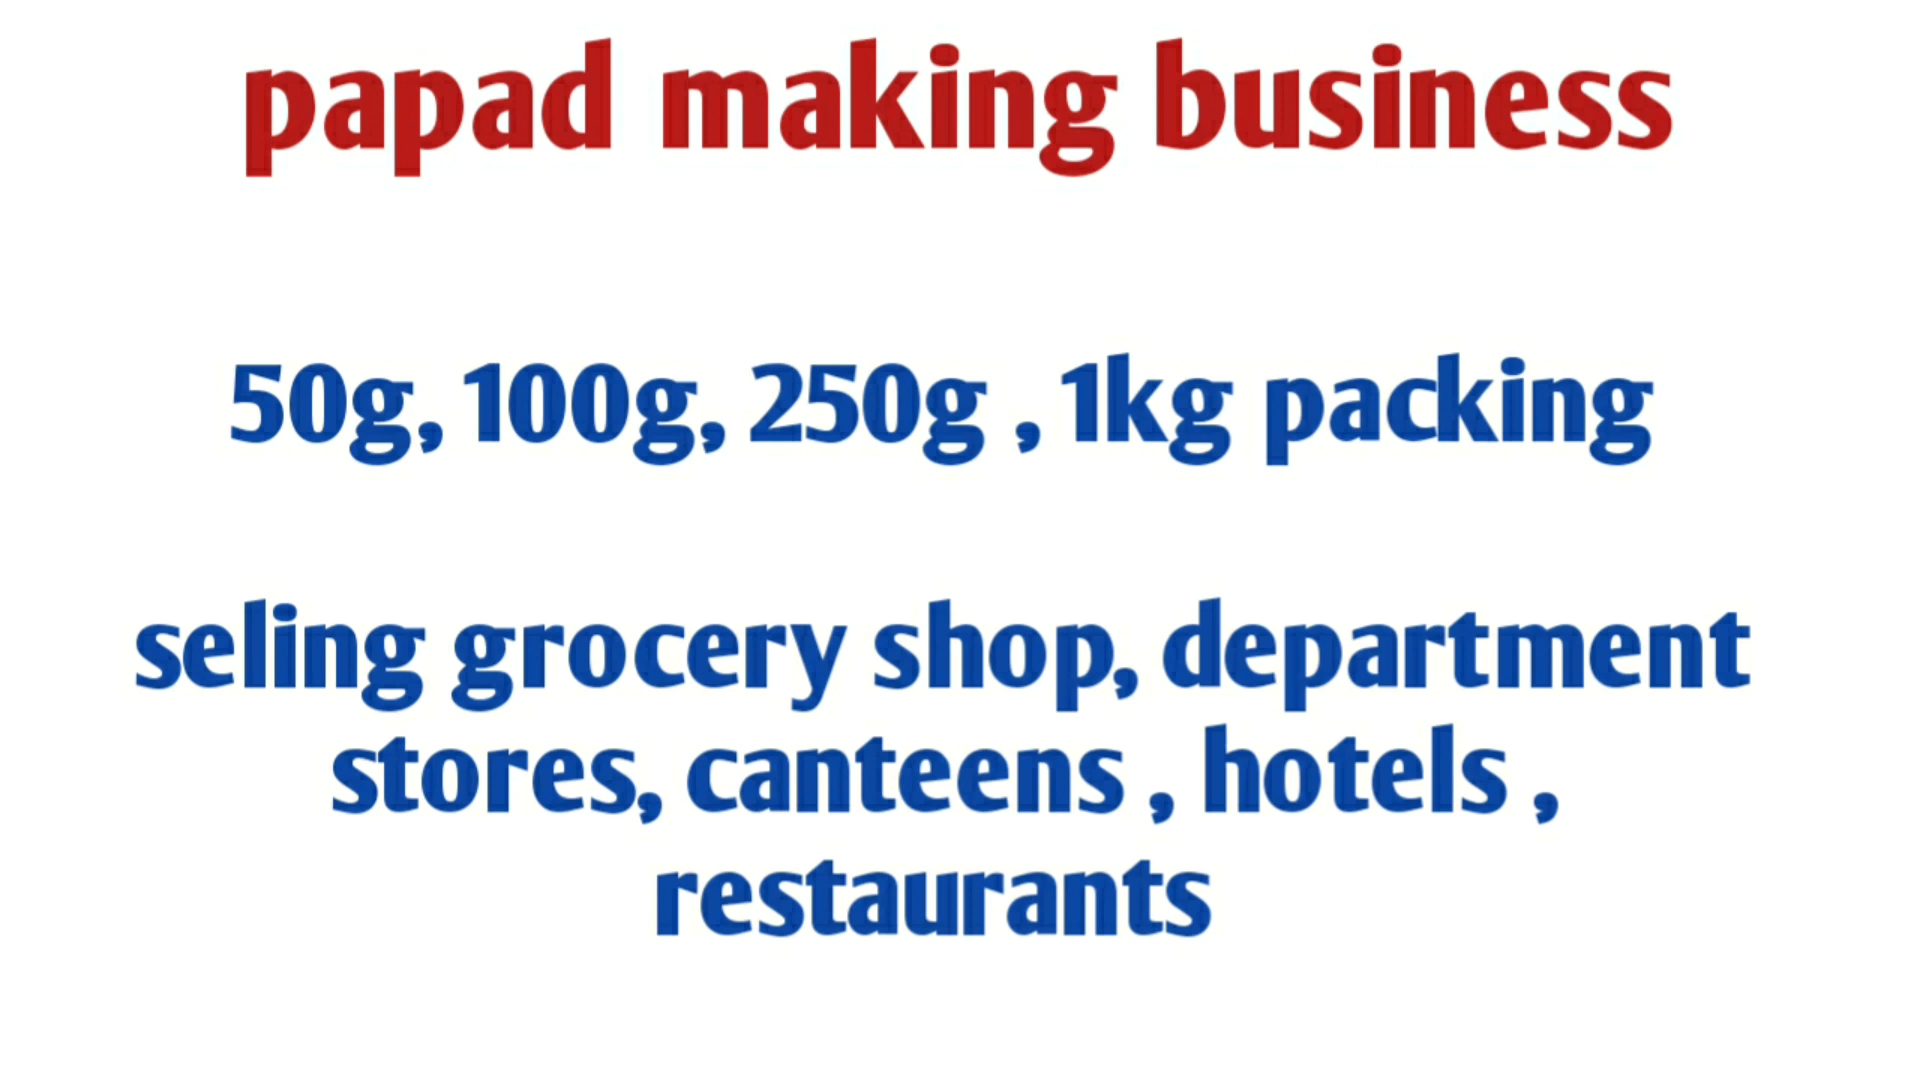 papad making business
50g, 100g, 250g , 1kg packing
seling grocery shop, department
stores, canteens , hotels ,
restaurants